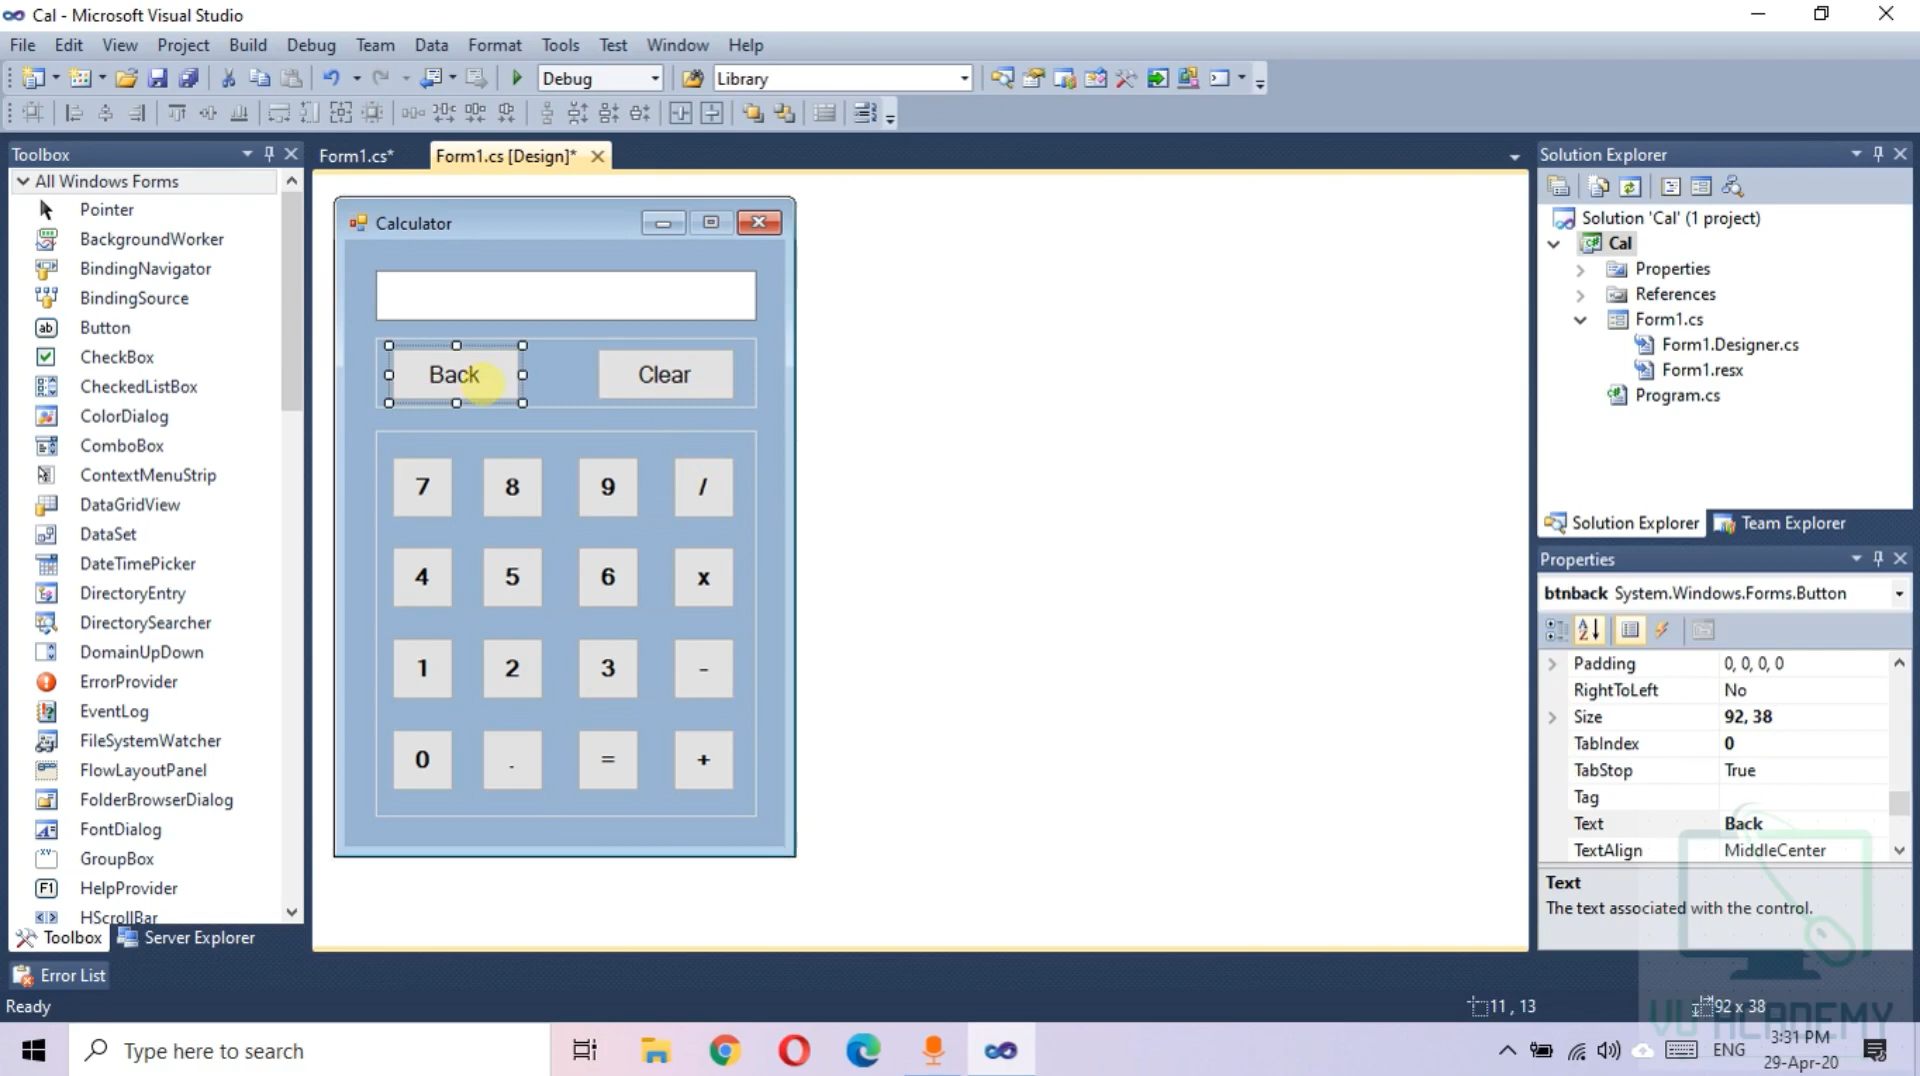 Cal - Microsoft Visual Studio
File Edit View Project Build Debug Team Data Format Tools Test Window Help
Debug Library
Toolbox
All Windows Forms
Pointer
BackgroundWorker
BindingNavigator
BindingSource
Button
CheckBox
CheckedListBox
ColorDialog
ComboBox
ContextMenuStrip
DataGridView
DataSet
DateTimePicker
DirectoryEntry
DirectorySearcher
DomainUpDown
ErrorProvider
EventLog
FileSystemWatcher
FlowLayoutPanel
FolderBrowserDialog
FontDialog
GroupBox
HelpProvider
HScrollBar
Toolbox Server Explorer
Form1.cs* Form1.cs [Design]*
Calculator
Back Clear
7 8 9 /
4 5 6 x
1 2 3 -
0 . = +
Solution Explorer
Solution 'Cal' (1 project)
Cal
Properties
References
Form1.cs
Form1.Designer.cs
Form1.resx
Program.cs
Solution Explorer Team Explorer
Properties
btnback System.Windows.Forms.Button
Padding 0, 0, 0, 0
RightToLeft No
Size 92, 38
TabIndex 0
TabStop True
Tag
Text Back
TextAlign MiddleCenter
Text
The text associated with the control.
Error List
Ready 11 , 13 92 x 38
VU ACADEMY
Type here to search
ENG
3:31 PM
29-Apr-20